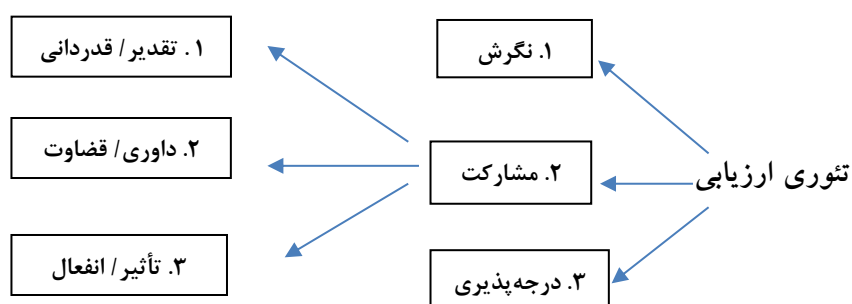 تئوری ارزیابی
۱. نگرش
۲. مشارکت
۳. درجه‌پذیری
۱. تقدیر/ قدردانی
۲. داوری/ قضاوت
۳. تأثیر/ انفعال